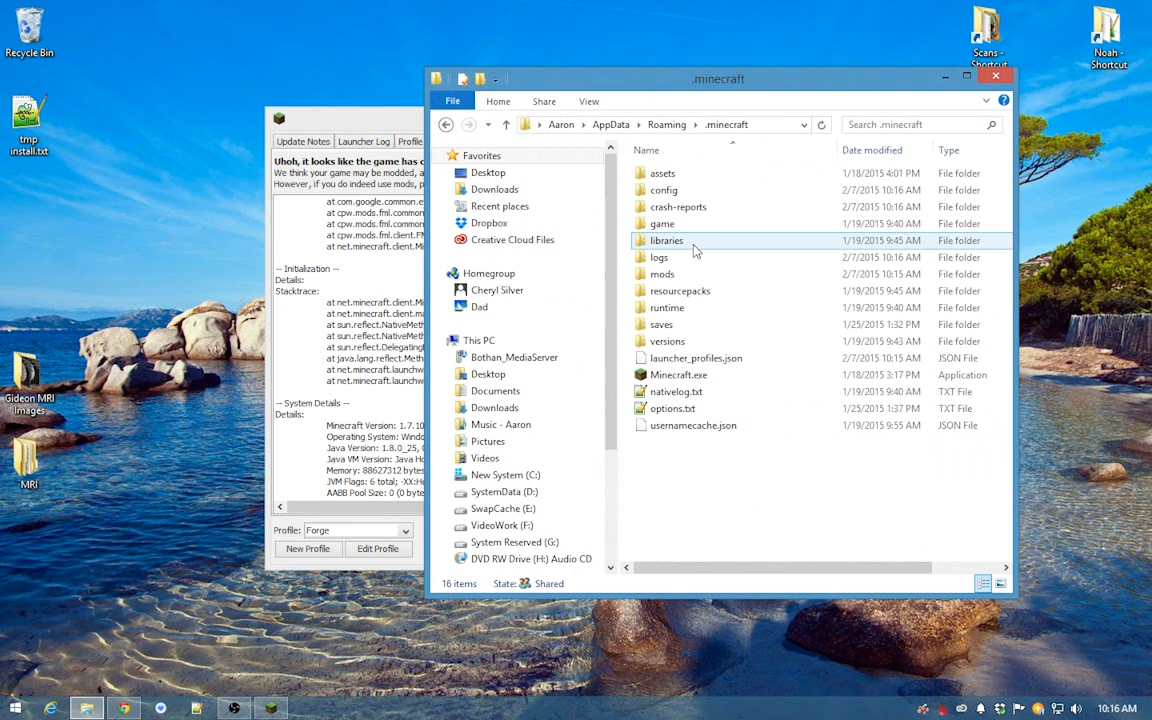 Recycle Bin
tmp
install.txt
Gideon MRI
Images
MRI
Scans -
Shortcut
Noah -
Shortcut
Update Notes
Launcher Log
Profile
Uhoh, it looks like the game has c
We think your game may be modded, a
However, if you do indeed use mods, p
at com.google.common.e
at cpw.mods.fml.common
at cpw.mods.fml.common
at cpw.mods.fml.client.FM
at net.minecraft.client.Mi
-- Initialization --
Details:
Stacktrace:
at net.minecraft.client.Mi
at net.minecraft.client.ma
at sun.reflect.NativeMeth
at sun.reflect.NativeMeth
at sun.reflect.Delegating
at java.lang.reflect.Meth
at net.minecraft.launchw
at net.minecraft.launchw
-- System Details --
Details:
Minecraft Version: 1.7.10
Operating System: Windo
Java Version: 1.8.0_25, O
Java VM Version: Java H
Memory: 88627312 bytes
JVM Flags: 6 total; -XX:He
AABB Pool Size: 0 (0 byt
Profile:
Forge
New Profile
Edit Profile
.minecraft
File
Home
Share
View
Aaron
AppData
Roaming
.minecraft
Search .minecraft
Favorites
Desktop
Downloads
Recent places
Dropbox
Creative Cloud Files
Homegroup
Cheryl Silver
Dad
This PC
Bothan_MediaServer
Desktop
Documents
Downloads
Music - Aaron
Pictures
Videos
New System (C:)
SystemData (D:)
SwapCache (E:)
VideoWork (F:)
System Reserved (G:)
DVD RW Drive (H:) Audio CD
Name Date modified Type
assets 1/18/2015 4:01 PM File folder
config 2/7/2015 10:16 AM File folder
crash-reports 2/7/2015 10:16 AM File folder
game 1/19/2015 9:40 AM File folder
libraries 1/19/2015 9:45 AM File folder
logs 2/7/2015 10:16 AM File folder
mods 2/7/2015 10:15 AM File folder
resourcepacks 1/19/2015 9:45 AM File folder
runtime 1/19/2015 9:40 AM File folder
saves 1/25/2015 1:32 PM File folder
versions 1/19/2015 9:43 AM File folder
launcher_profiles.json 2/7/2015 10:15 AM JSON File
Minecraft.exe 1/18/2015 3:17 PM Application
nativelog.txt 1/19/2015 9:40 AM TXT File
options.txt 1/25/2015 1:37 PM TXT File
usernamecache.json 1/19/2015 9:55 AM JSON File
16 items
State:
Shared
10:16 AM